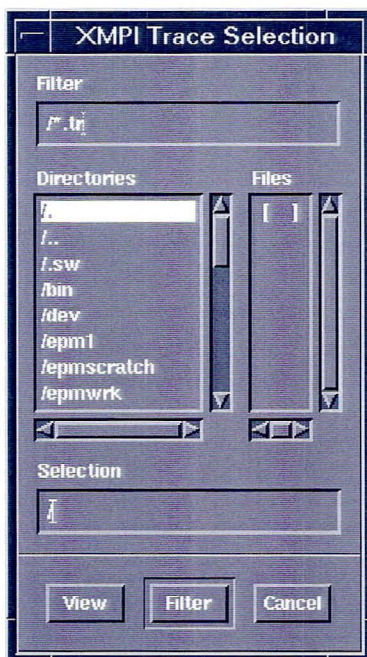 XMPI Trace Selection
Filter
/*.tr
Directories
Files
/.
[ ]
/..
/.sw
/bin
/dev
/epm1
/epmscratch
/epmwrk
Selection
/
View
Filter
Cancel